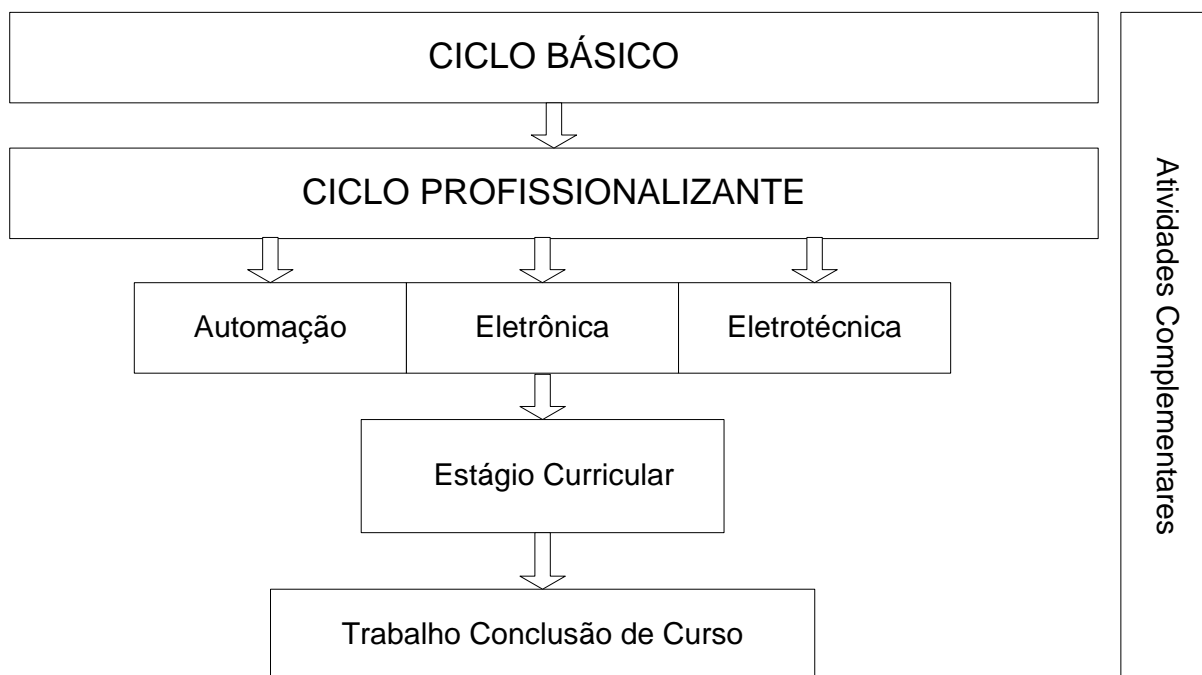 CICLO BÁSICO
CICLO PROFISSIONALIZANTE
Automação
Eletrônica
Eletrotécnica
Estágio Curricular
Trabalho Conclusão de Curso
Atividades Complementares